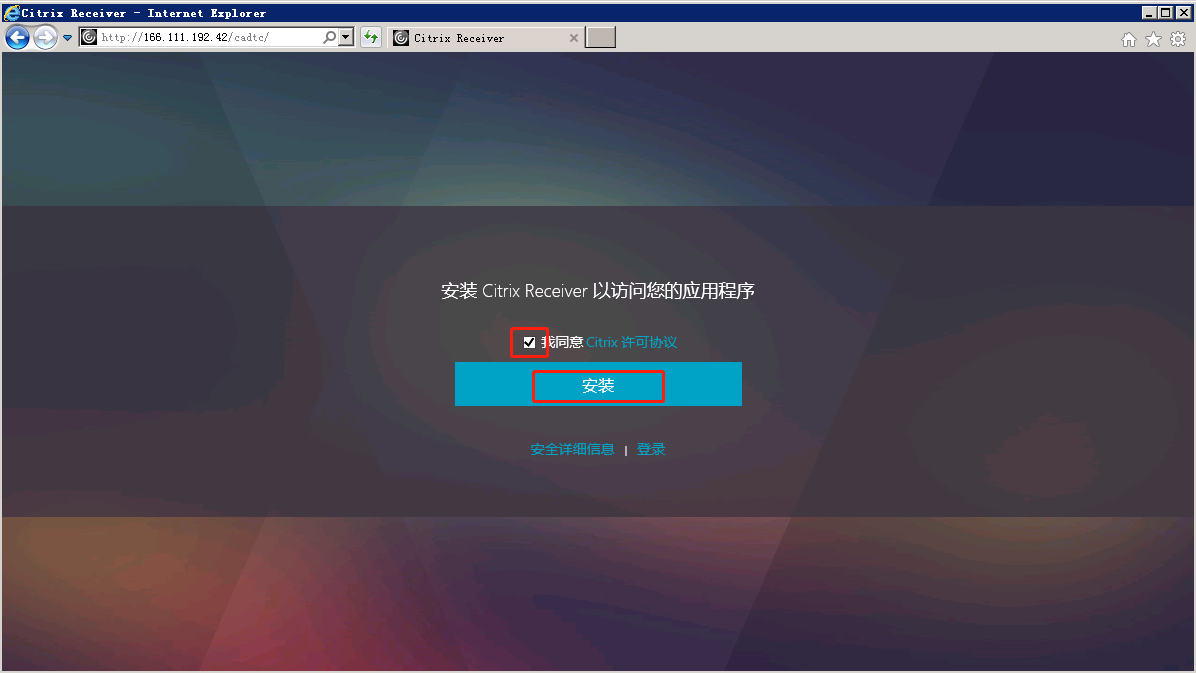 Citrix Receiver - Internet Explorer
http://166.111.192.42/cadtc/
Citrix Receiver
安装 Citrix Receiver 以访问您的应用程序
我同意 Citrix 许可协议
安装
安全详细信息 | 登录